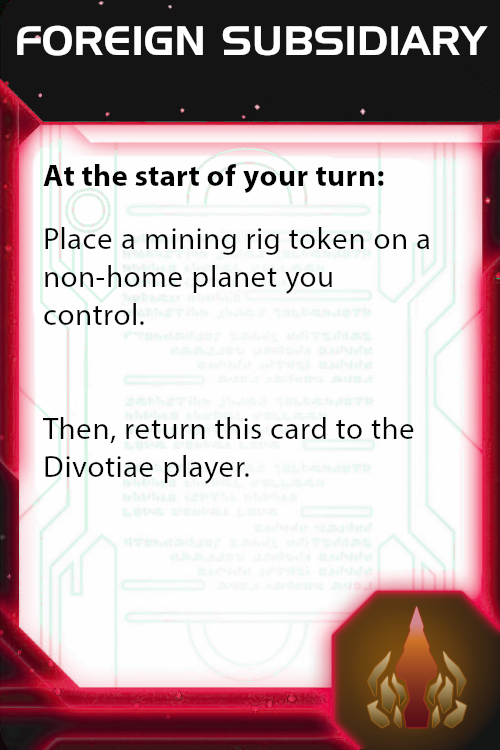 FOREIGN SUBSIDIARY
At the start of your turn:
Place a mining rig token on a
non-home planet you
control.
Then, return this card to the
Divotiae player.